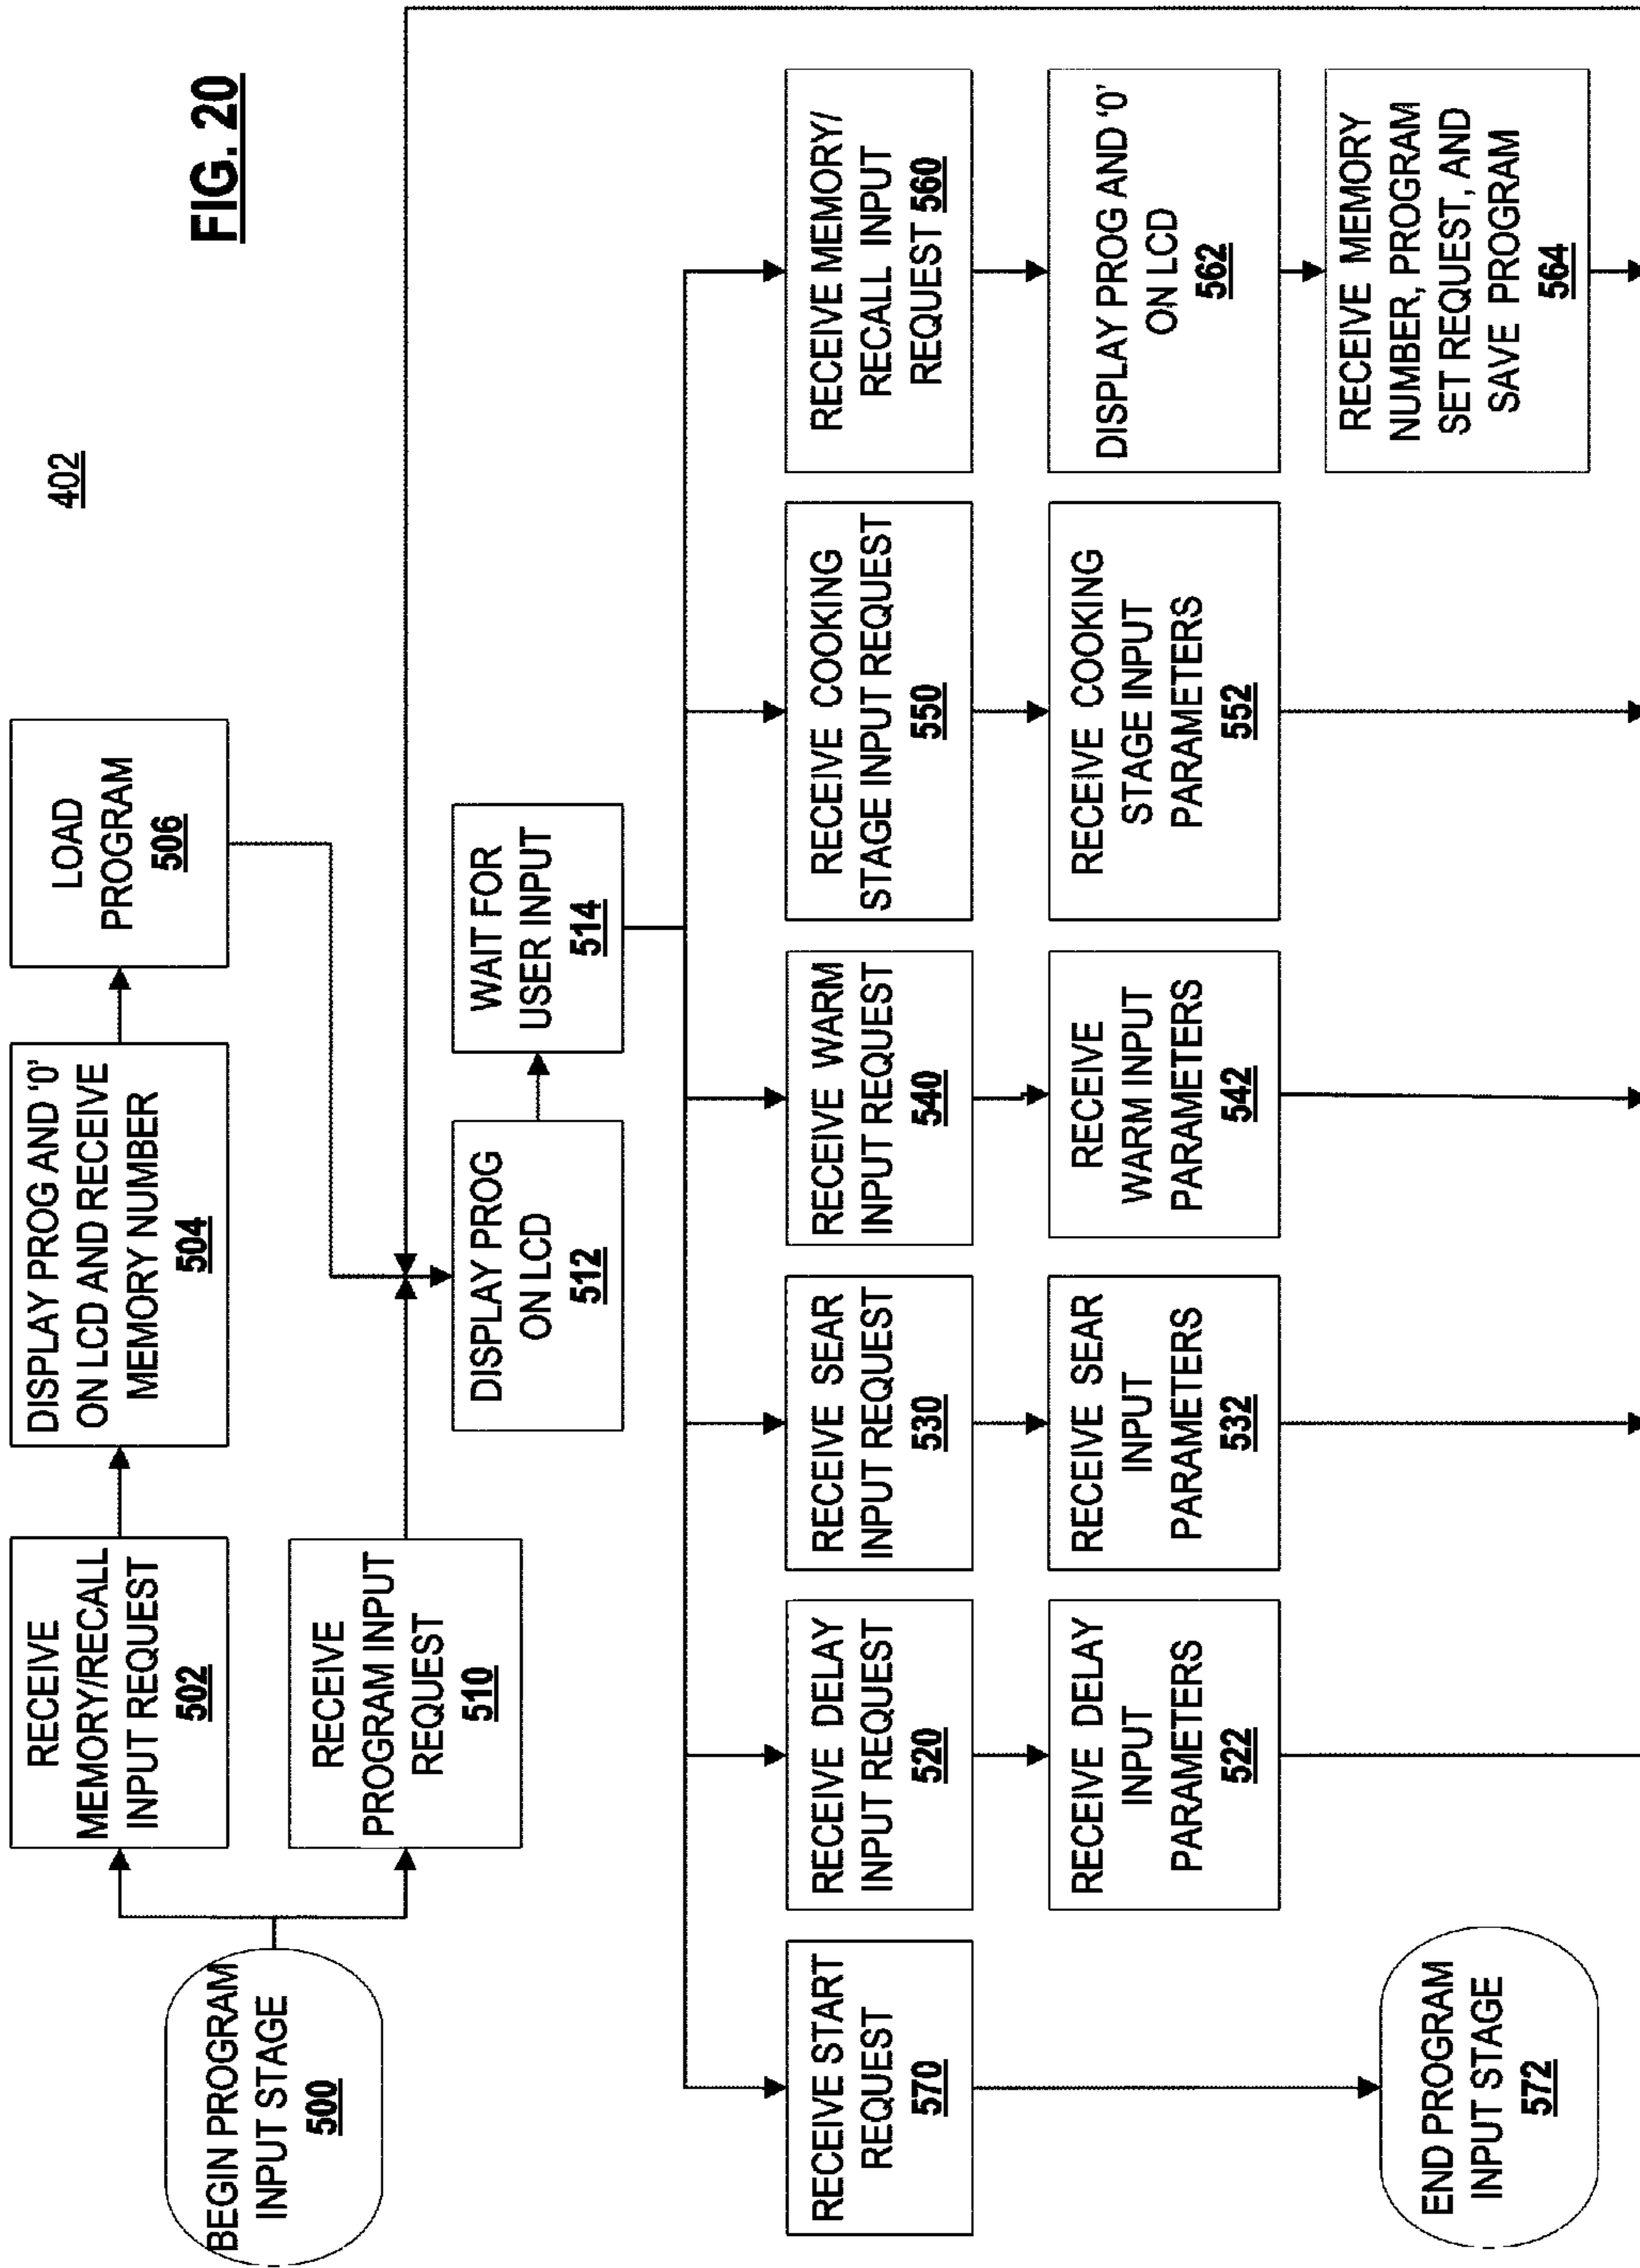 FIG. 20
402
BEGIN PROGRAM
INPUT STAGE
500
RECEIVE
MEMORY/RECALL
INPUT REQUEST
502
DISPLAY PROG AND ‘0’
ON LCD AND RECEIVE
MEMORY NUMBER
504
LOAD
PROGRAM
506
RECEIVE
PROGRAM INPUT
REQUEST
510
DISPLAY PROG
ON LCD
512
WAIT FOR
USER INPUT
514
RECEIVE START
REQUEST
570
END PROGRAM
INPUT STAGE
572
RECEIVE DELAY
INPUT REQUEST
520
RECEIVE DELAY
INPUT
PARAMETERS
522
RECEIVE SEAR
INPUT REQUEST
530
RECEIVE SEAR
INPUT
PARAMETERS
532
RECEIVE WARM
INPUT REQUEST
540
RECEIVE
WARM INPUT
PARAMETERS
542
RECEIVE COOKING
STAGE INPUT REQUEST
550
RECEIVE COOKING
STAGE INPUT
PARAMETERS
552
RECEIVE MEMORY/
RECALL INPUT
REQUEST 560
DISPLAY PROG AND ‘0’
ON LCD
562
RECEIVE MEMORY
NUMBER, PROGRAM
SET REQUEST, AND
SAVE PROGRAM
564